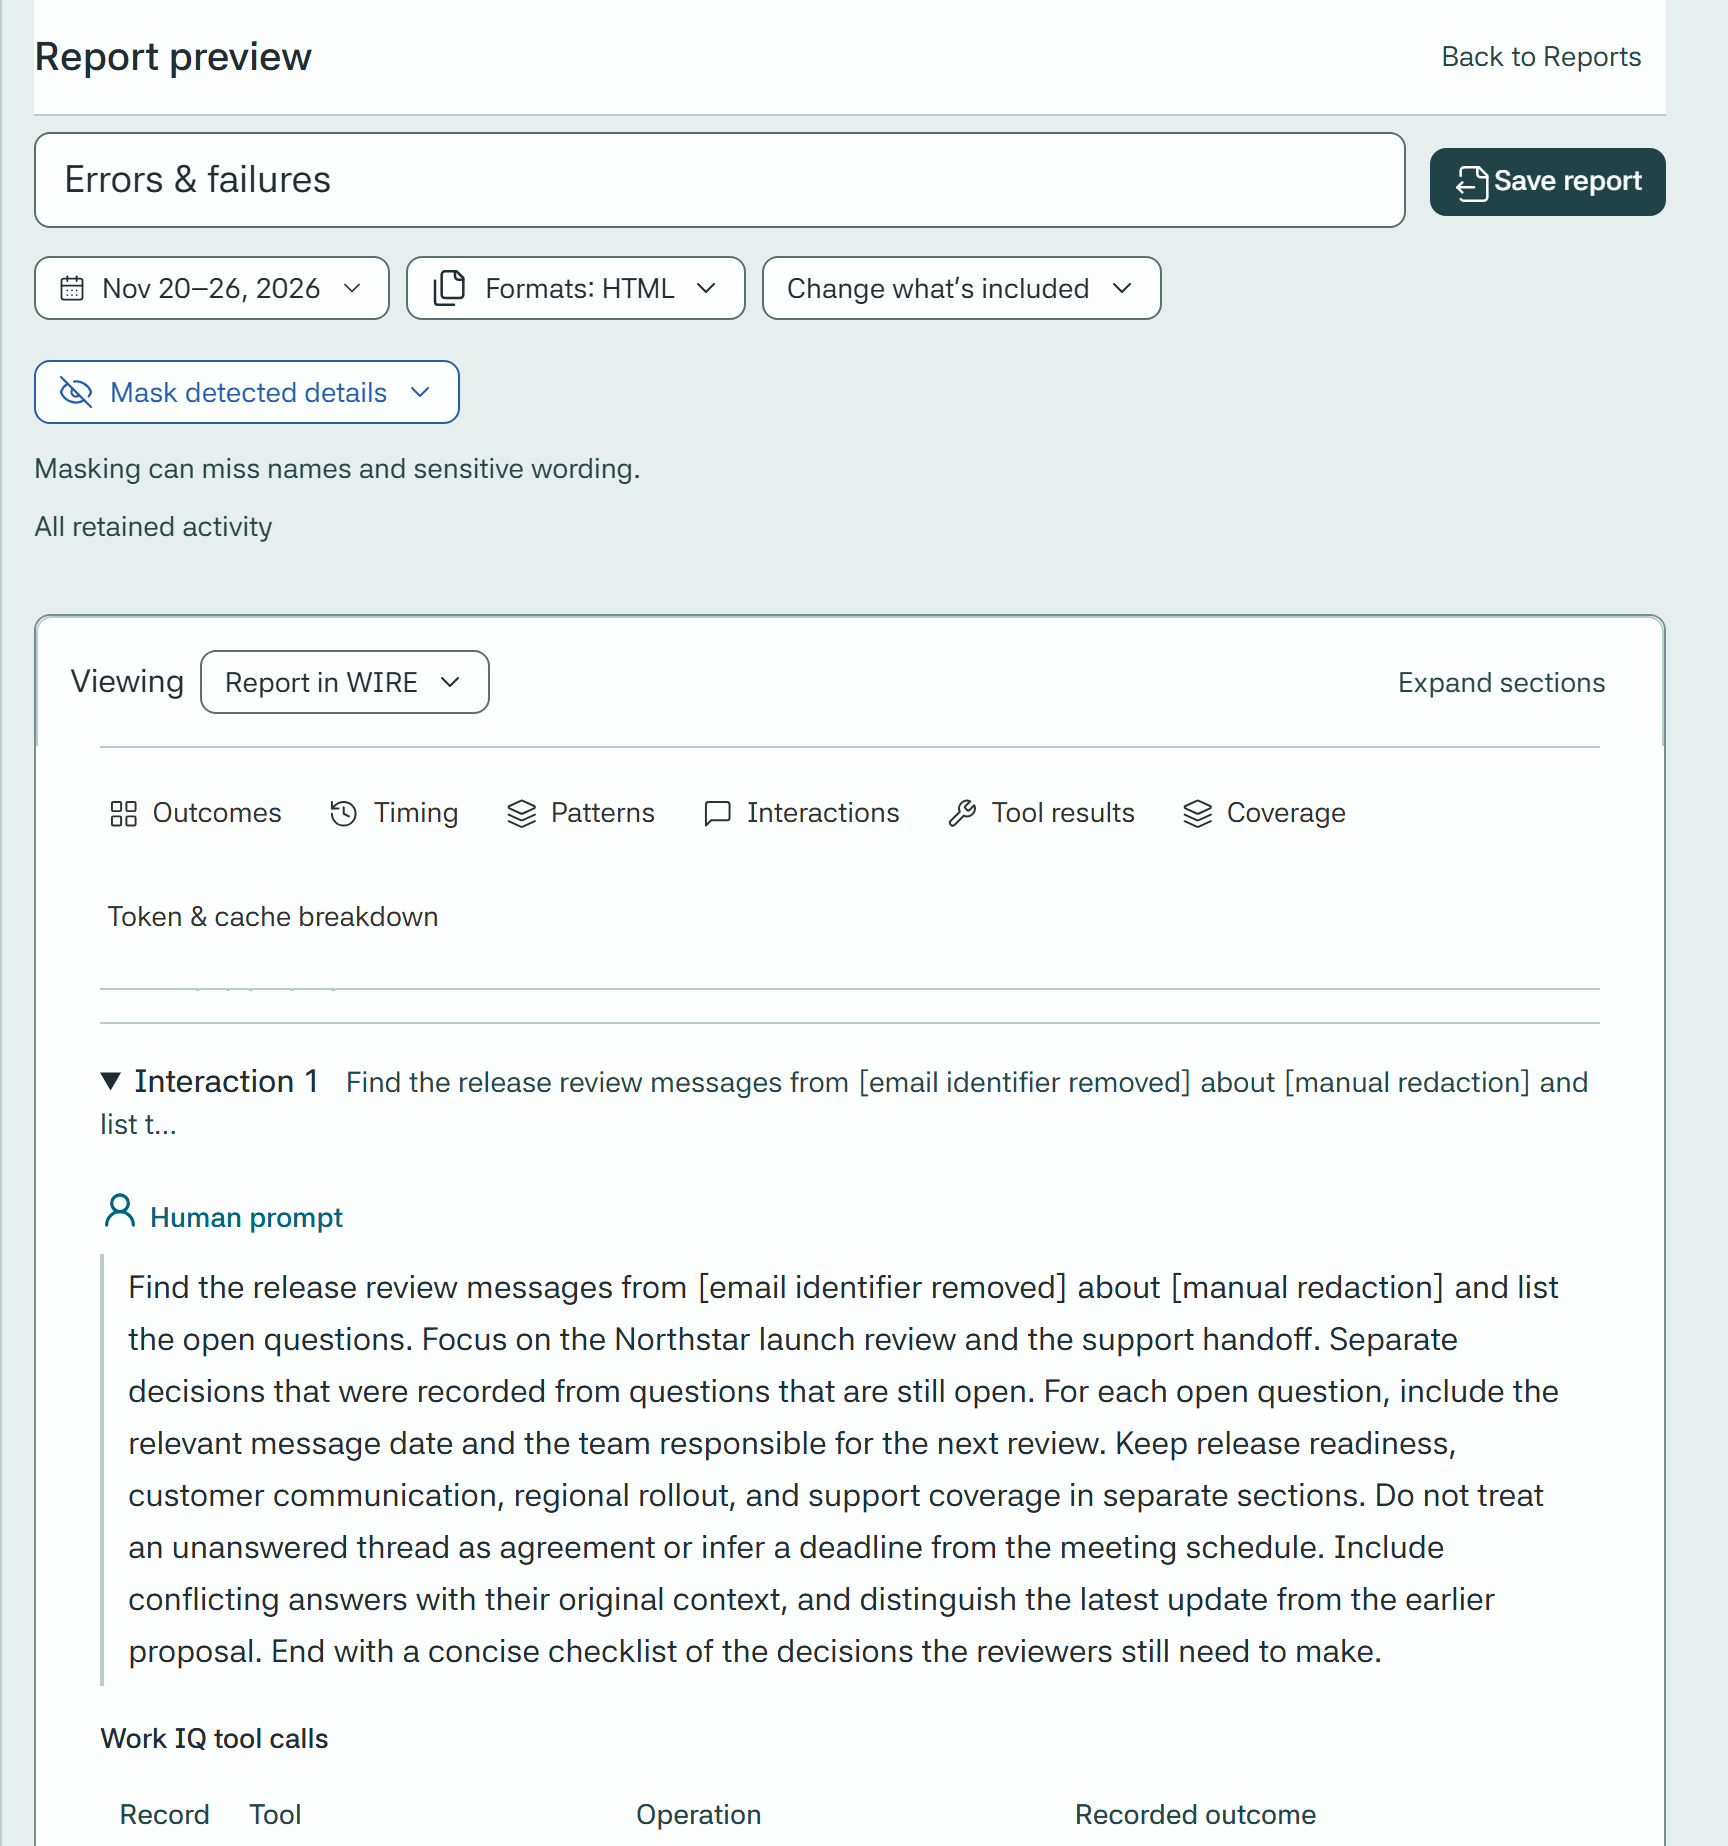 Report preview
Back to Reports
Errors & failures
Save report
Nov 20–26, 2026
Formats: HTML
Change what’s included
Mask detected details
Masking can miss names and sensitive wording.
All retained activity
Viewing
Report in WIRE
Expand sections
Outcomes
Timing
Patterns
Interactions
Tool results
Coverage
Token & cache breakdown
Interaction 1 Find the release review messages from [email identifier removed] about [manual redaction] and
list t...
Human prompt
Find the release review messages from [email identifier removed] about [manual redaction] and list
the open questions. Focus on the Northstar launch review and the support handoff. Separate
decisions that were recorded from questions that are still open. For each open question, include the
relevant message date and the team responsible for the next review. Keep release readiness,
customer communication, regional rollout, and support coverage in separate sections. Do not treat
an unanswered thread as agreement or infer a deadline from the meeting schedule. Include
conflicting answers with their original context, and distinguish the latest update from the earlier
proposal. End with a concise checklist of the decisions the reviewers still need to make.
Work IQ tool calls
Record Tool Operation Recorded outcome